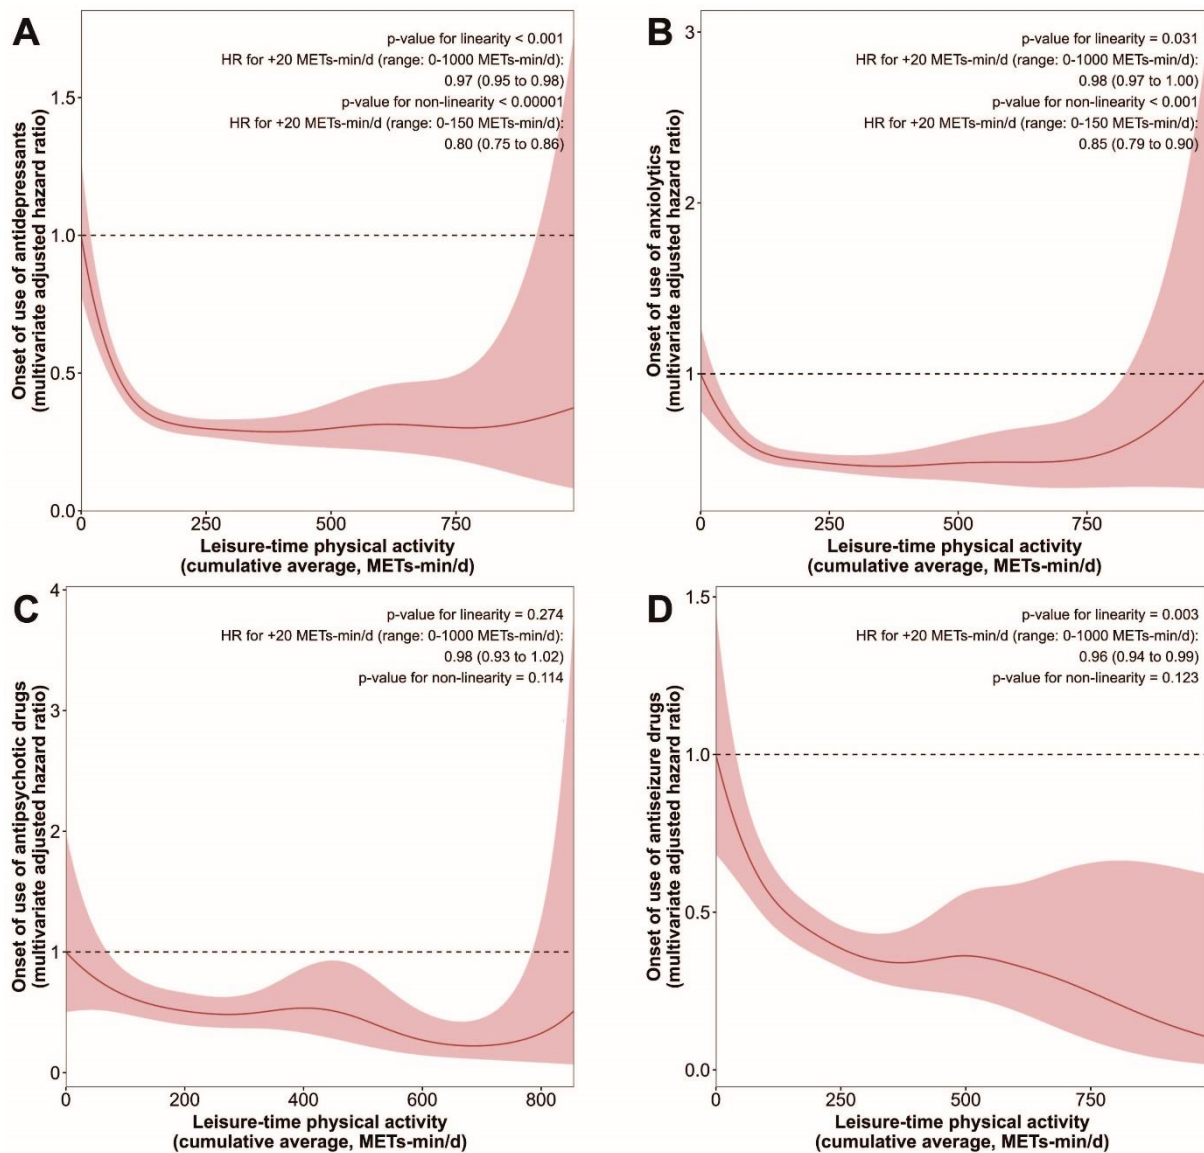 A
p-value for linearity < 0.001
HR for +20 METs-min/d (range: 0-1000 METs-min/d):
0.97 (0.95 to 0.98)
p-value for non-linearity < 0.00001
HR for +20 METs-min/d (range: 0-150 METs-min/d):
0.80 (0.75 to 0.86)
Onset of use of antidepressants
(multivariate adjusted hazard ratio)
1.5
1.0
0.5
0.0
0 250 500 750
Leisure-time physical activity
(cumulative average, METs-min/d)
B
p-value for linearity = 0.031
HR for +20 METs-min/d (range: 0-1000 METs-min/d):
0.98 (0.97 to 1.00)
p-value for non-linearity < 0.001
HR for +20 METs-min/d (range: 0-150 METs-min/d):
0.85 (0.79 to 0.90)
Onset of use of anxiolytics
(multivariate adjusted hazard ratio)
3
2
1
0 250 500 750
Leisure-time physical activity
(cumulative average, METs-min/d)
C
p-value for linearity = 0.274
HR for +20 METs-min/d (range: 0-1000 METs-min/d):
0.98 (0.93 to 1.02)
p-value for non-linearity = 0.114
Onset of use of antipsychotic drugs
(multivariate adjusted hazard ratio)
4
3
2
1
0
0 200 400 600 800
Leisure-time physical activity
(cumulative average, METs-min/d)
D
p-value for linearity = 0.003
HR for +20 METs-min/d (range: 0-1000 METs-min/d):
0.96 (0.94 to 0.99)
p-value for non-linearity = 0.123
Onset of use of antiseizure drugs
(multivariate adjusted hazard ratio)
1.5
1.0
0.5
0.0
0 250 500 750
Leisure-time physical activity
(cumulative average, METs-min/d)